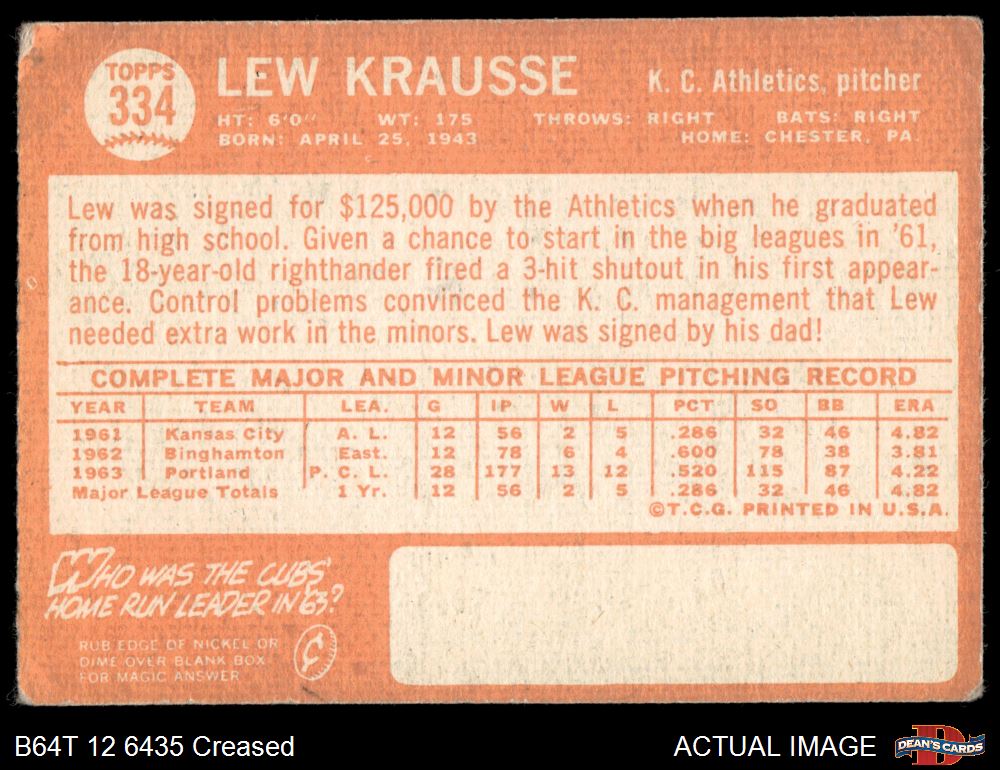 TOPPS
334
LEW KRAUSSE
K. C. Athletics, pitcher
HT: 6'0" WT: 175 THROWS: RIGHT BATS: RIGHT
BORN: APRIL 25, 1943 HOME: CHESTER, PA.
Lew was signed for $125,000 by the Athletics when he graduated
from high school. Given a chance to start in the big leagues in '61,
the 18-year-old righthander fired a 3-hit shutout in his first appear-
ance. Control problems convinced the K. C. management that Lew
needed extra work in the minors. Lew was signed by his dad!
COMPLETE MAJOR AND MINOR LEAGUE PITCHING RECORD
YEAR TEAM LEA. G IP W L PCT SO BB ERA
1961 Kansas City A. L. 12 56 2 5 .286 32 46 4.82
1962 Binghamton East. 12 78 6 4 .600 78 38 3.81
1963 Portland P. C. L. 28 177 13 12 .520 115 87 4.22
Major League Totals 1 Yr. 12 56 2 5 .286 32 46 4.82
©T.C.G. PRINTED IN U.S.A.
WHO WAS THE CUBS'
HOME RUN LEADER IN '63?
RUB EDGE OF NICKEL OR
DIME OVER BLANK BOX
FOR MAGIC ANSWER
¢
B64T 12 6435 Creased
ACTUAL IMAGE
DEAN'S CARDS